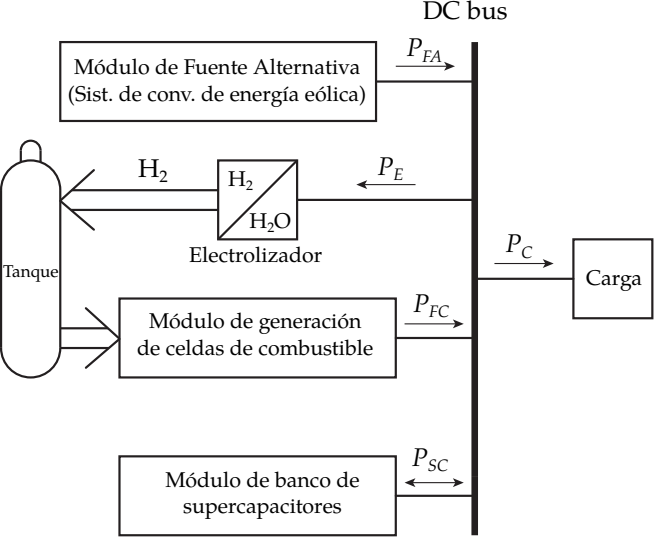 DC bus
Módulo de Fuente Alternativa
(Sist. de conv. de energía eólica)
P_FA
H₂
H₂
H₂O
Electrolizador
P_E
Tanque
P_C
Carga
Módulo de generación
de celdas de combustible
P_FC
Módulo de banco de
supercapacitores
P_SC